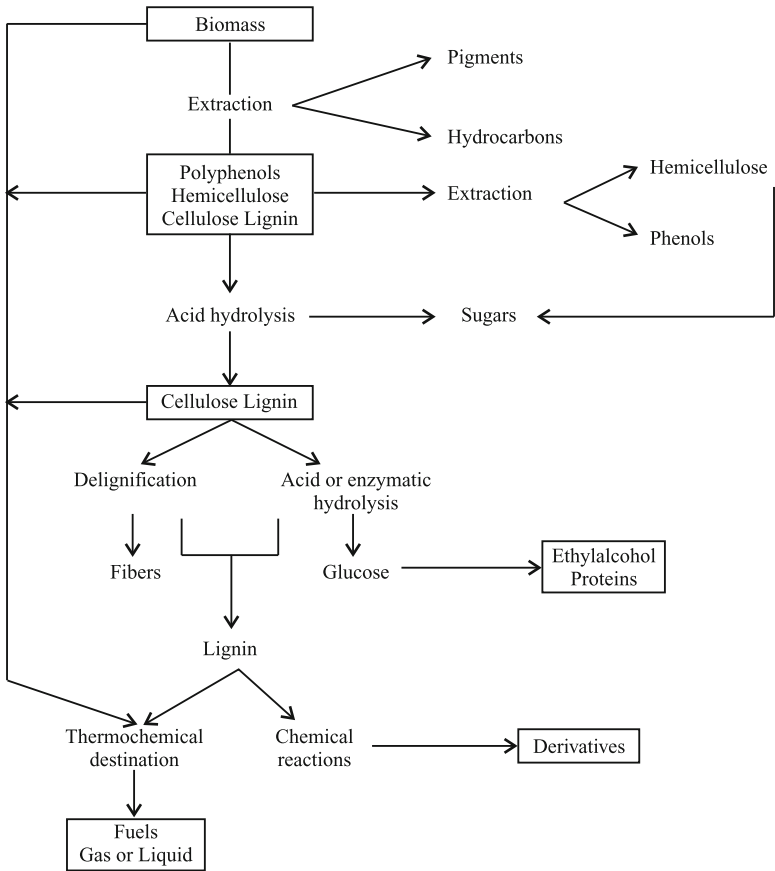 Biomass
Pigments
Extraction
Hydrocarbons
Polyphenols
Hemicellulose
Cellulose Lignin
Extraction
Hemicellulose
Phenols
Acid hydrolysis
Sugars
Cellulose Lignin
Delignification
Acid or enzymatic
hydrolysis
Fibers
Glucose
Ethylalcohol
Proteins
Lignin
Thermochemical
destination
Chemical
reactions
Derivatives
Fuels
Gas or Liquid